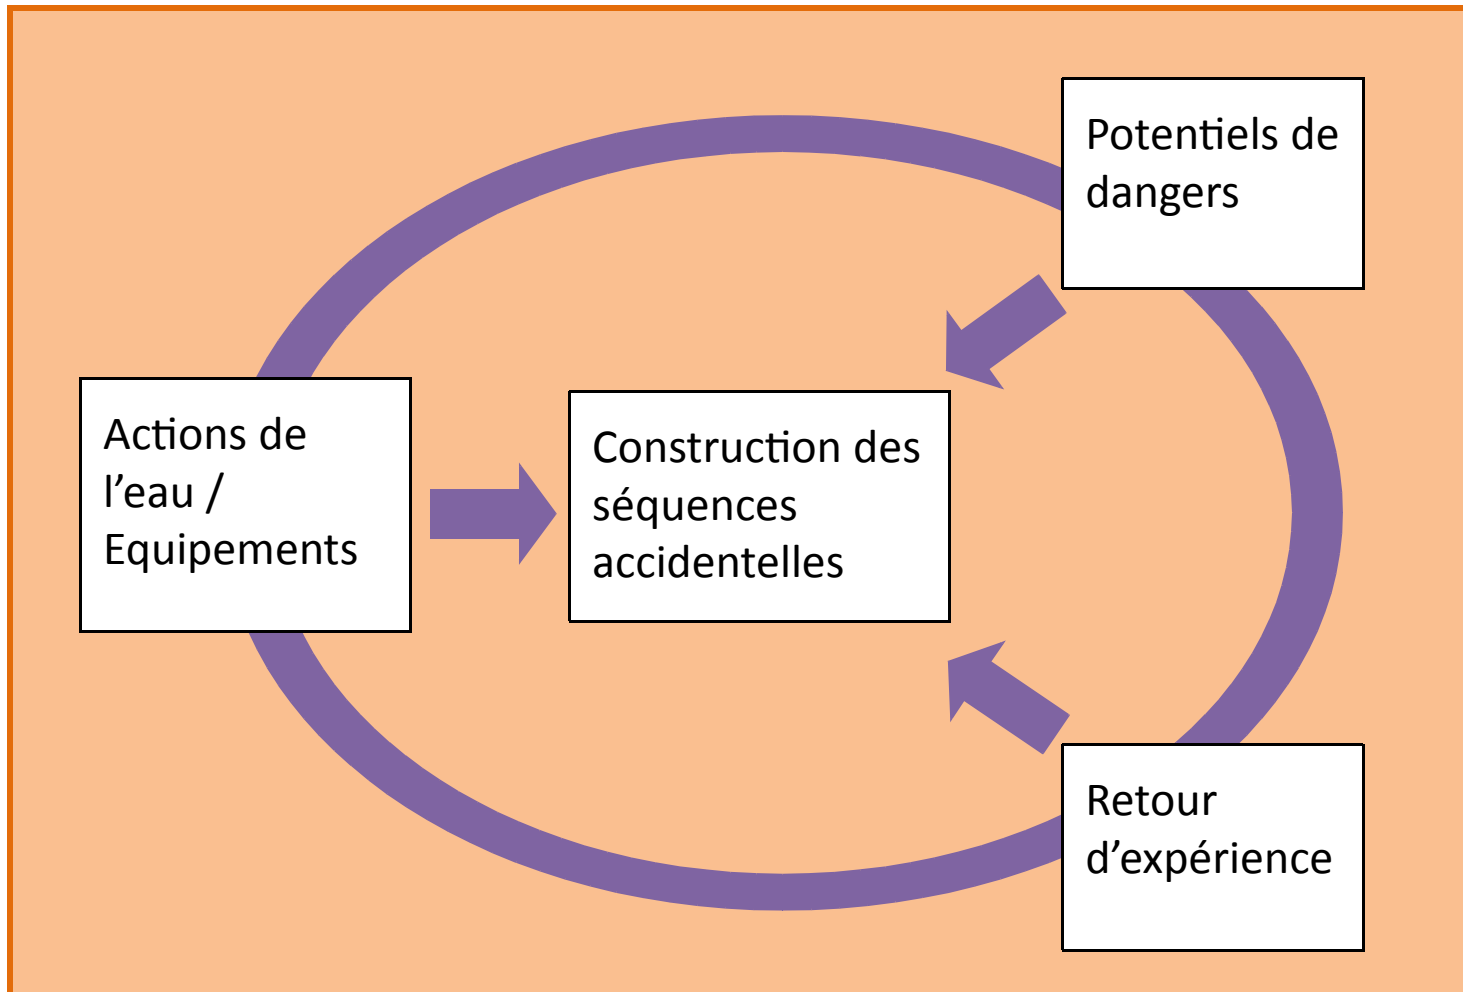 Potentiels de
dangers
Actions de
l’eau /
Equipements
Construction des
séquences
accidentelles
Retour
d’expérience